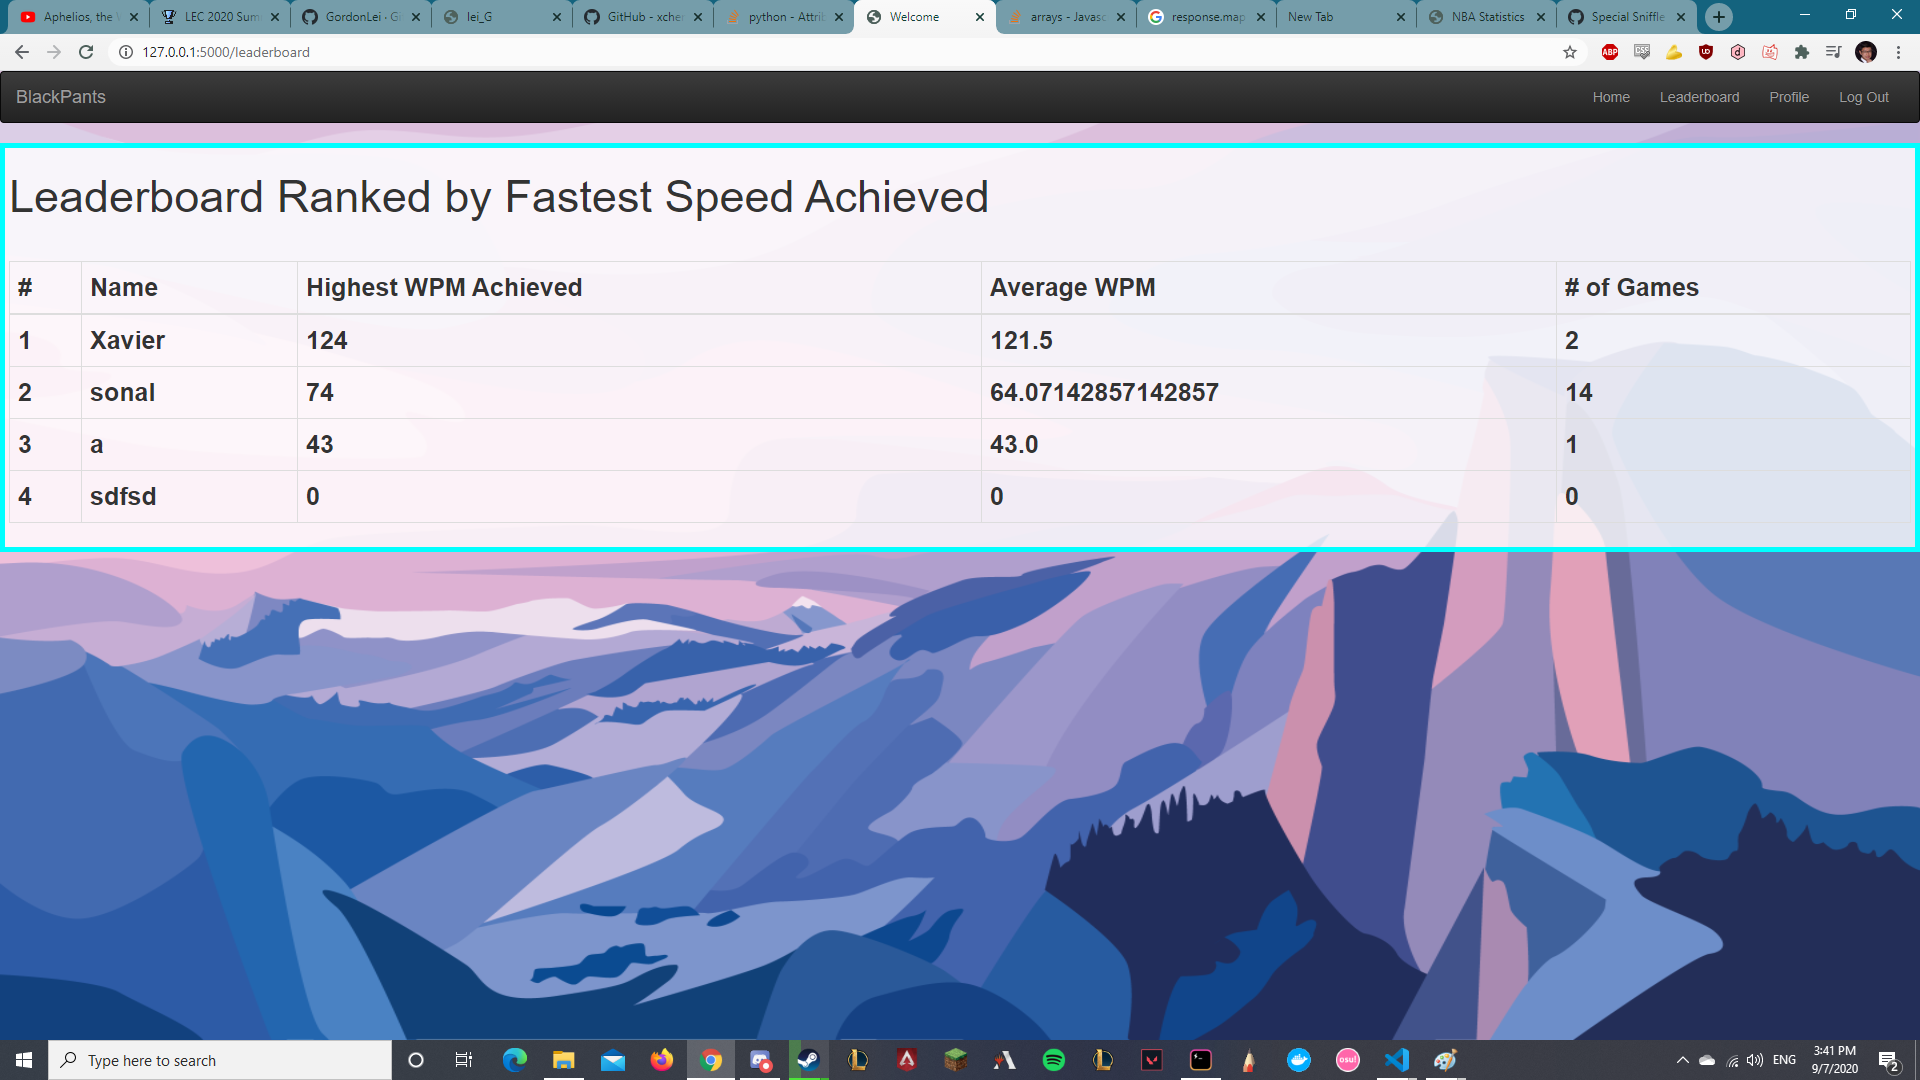 Aphelios, the W
LEC 2020 Sum
GordonLei · Gi
lei_G
GitHub - xcher
python - Attrib
Welcome
arrays - Javasc
response.map
New Tab
NBA Statistics
Special Sniffle
127.0.0.1:5000/leaderboard
BlackPants
Home Leaderboard Profile Log Out
Leaderboard Ranked by Fastest Speed Achieved
# Name Highest WPM Achieved Average WPM # of Games
1 Xavier 124 121.5 2
2 sonal 74 64.07142857142857 14
3 a 43 43.0 1
4 sdfsd 0 0 0
Type here to search
osu!
ENG
3:41 PM
9/7/2020
2